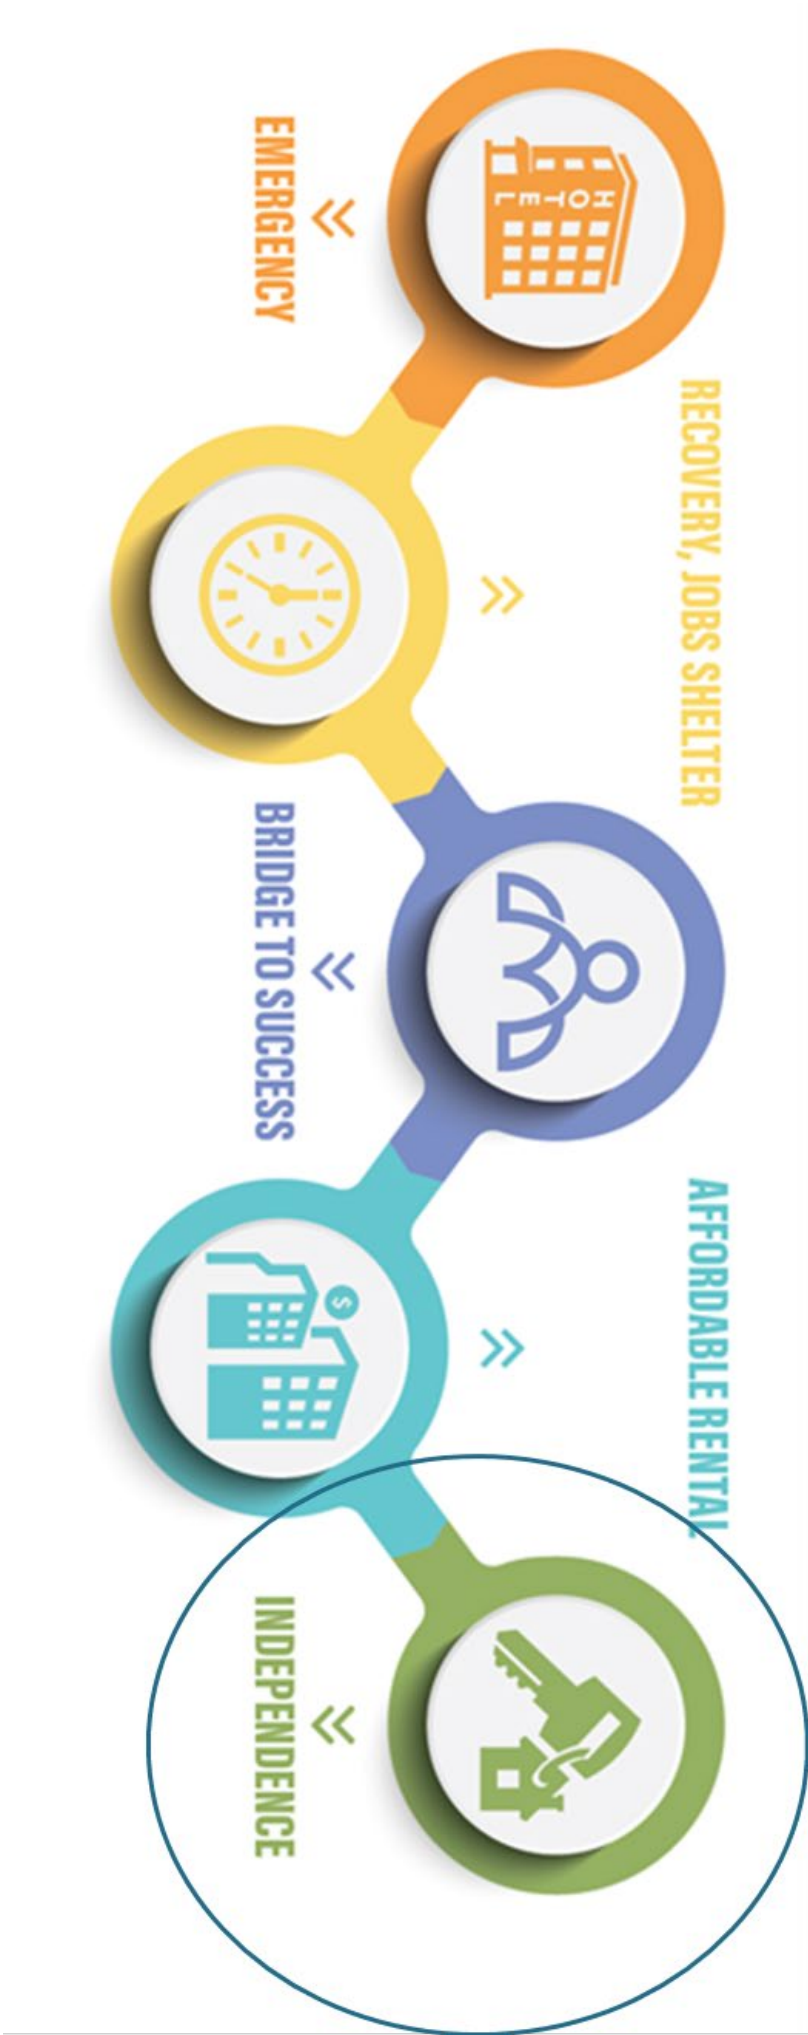 EMERGENCY
HOTEL
RECOVERY, JOBS SHELTER
BRIDGE TO SUCCESS
AFFORDABLE RENTAL
$
INDEPENDENCE